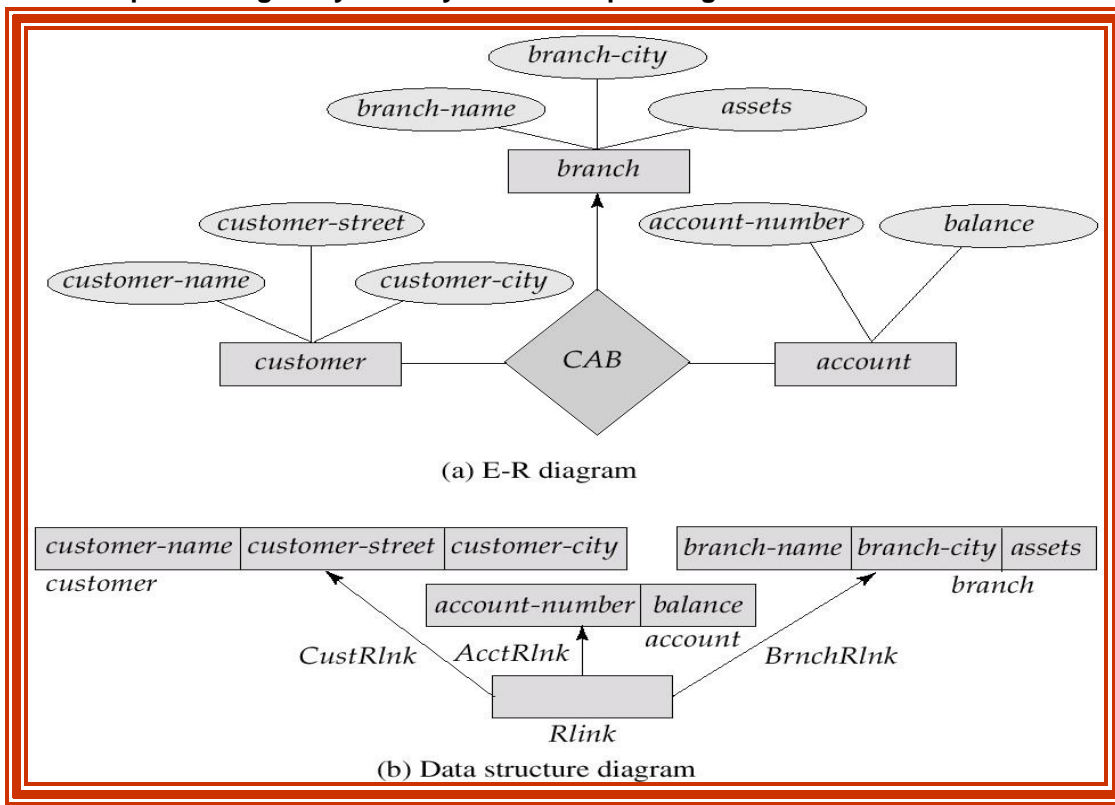 branch-city
branch-name
assets
branch
customer-street
account-number
balance
customer-name
customer-city
customer
CAB
account
(a) E-R diagram
customer-name customer-street customer-city
branch-name branch-city assets
customer
branch
account-number balance
account
CustRlnk
AcctRlnk
BrnchRlnk
Rlink
(b) Data structure diagram